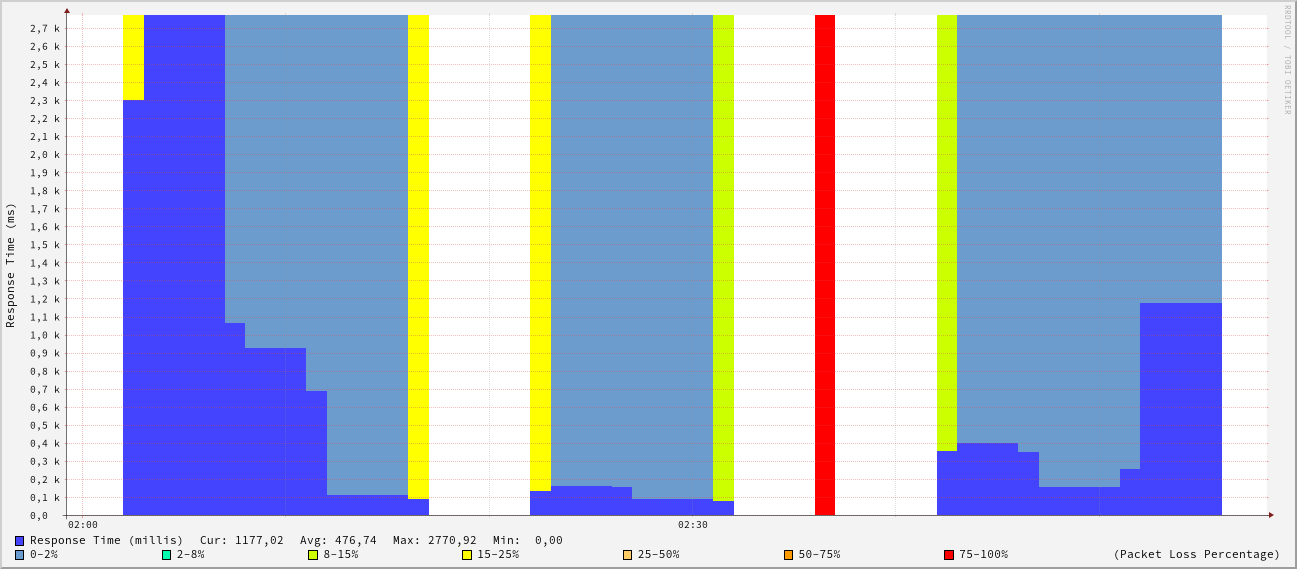 RRDTOOL / TOBI OETIKER
Response Time (ms)
2,7 k
2,6 k
2,5 k
2,4 k
2,3 k
2,2 k
2,1 k
2,0 k
1,9 k
1,8 k
1,7 k
1,6 k
1,5 k
1,4 k
1,3 k
1,2 k
1,1 k
1,0 k
0,9 k
0,8 k
0,7 k
0,6 k
0,5 k
0,4 k
0,3 k
0,2 k
0,1 k
0,0
02:00 02:30
Response Time (millis) Cur: 1177,02 Avg: 476,74 Max: 2770,92 Min: 0,00
0-2% 2-8% 8-15% 15-25% 25-50% 50-75% 75-100% (Packet Loss Percentage)